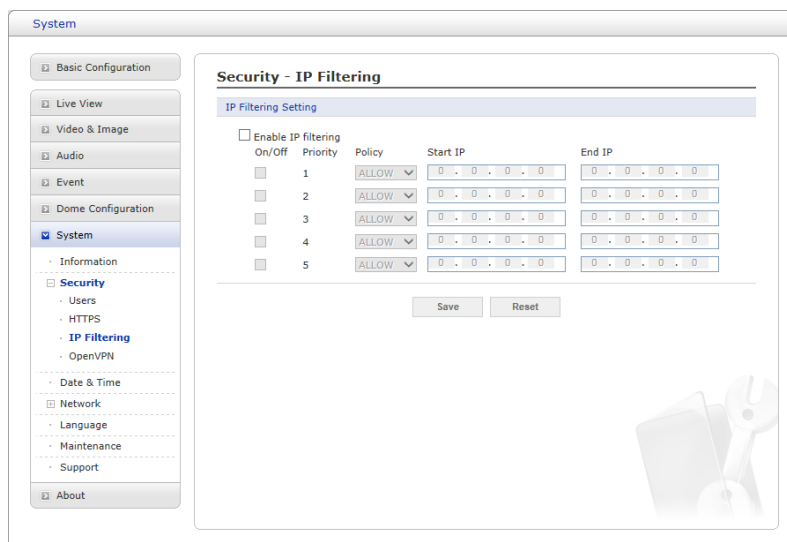 System
Basic Configuration
Live View
Video & Image
Audio
Event
Dome Configuration
System
Information
Security
Users
HTTPS
IP Filtering
OpenVPN
Date & Time
Network
Language
Maintenance
Support
About
Security - IP Filtering
IP Filtering Setting
Enable IP filtering
On/Off Priority Policy Start IP End IP
1 ALLOW 0 . 0 . 0 . 0 0 . 0 . 0 . 0
2 ALLOW 0 . 0 . 0 . 0 0 . 0 . 0 . 0
3 ALLOW 0 . 0 . 0 . 0 0 . 0 . 0 . 0
4 ALLOW 0 . 0 . 0 . 0 0 . 0 . 0 . 0
5 ALLOW 0 . 0 . 0 . 0 0 . 0 . 0 . 0
Save Reset